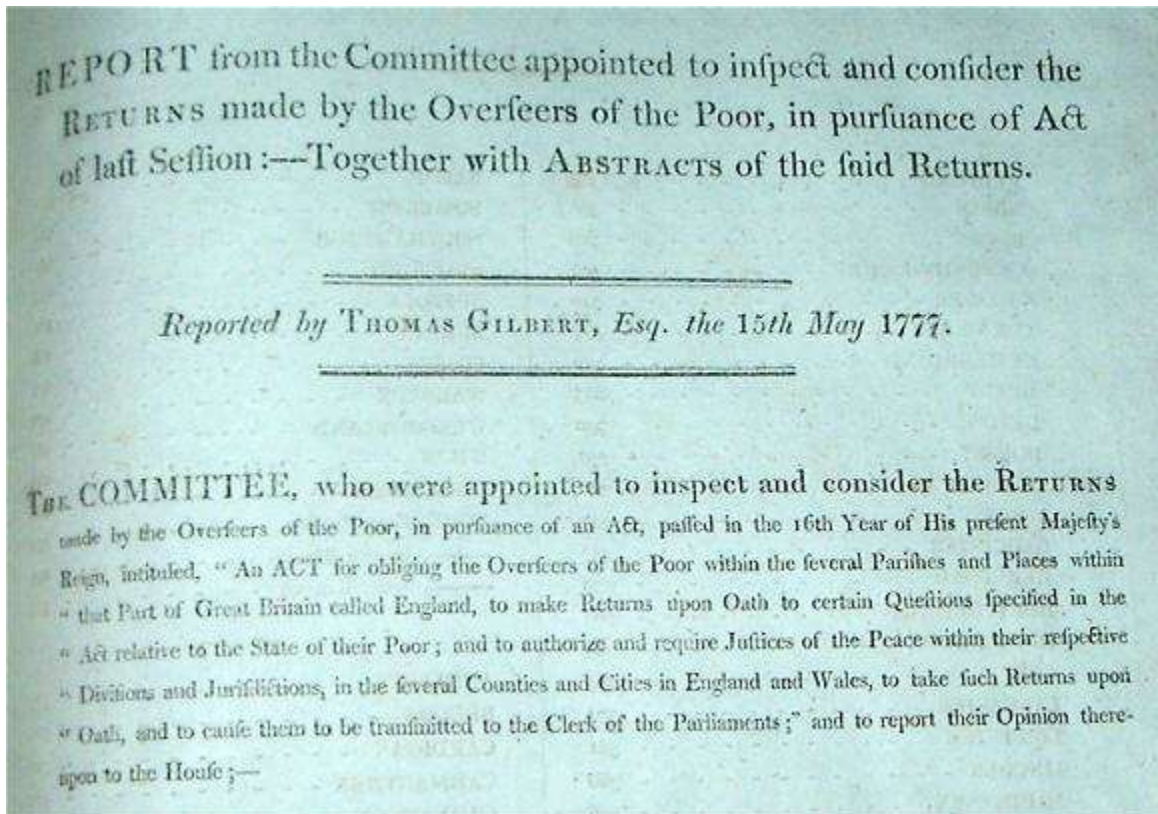 REPORT from the Committee appointed to inſpect and conſider the
RETURNS made by the Overſeers of the Poor, in purſuance of Act
of laſt Seſſion :—Together with ABSTRACTS of the ſaid Returns.
Reported by THOMAS GILBERT, Esq. the 15th May 1777.
THE COMMITTEE, who were appointed to inspect and consider the RETURNS
made by the Overſeers of the Poor, in purſuance of an Act, paſſed in the 16th Year of His preſent Majeſty's
Reign, intituled, “ An ACT for obliging the Overſeers of the Poor within the ſeveral Pariſhes and Places within
“ that Part of Great Britain called England, to make Returns upon Oath to certain Queſtions ſpecified in the
“ Act relative to the State of their Poor ; and to authorize and require Juſtices of the Peace within their reſpective
“ Diviſions and Juriſdictions, in the ſeveral Counties and Cities in England and Wales, to take ſuch Returns upon
“ Oath, and to cauſe them to be tranſmitted to the Clerk of the Parliaments ;” and to report their Opinion there-
upon to the Houſe ;—